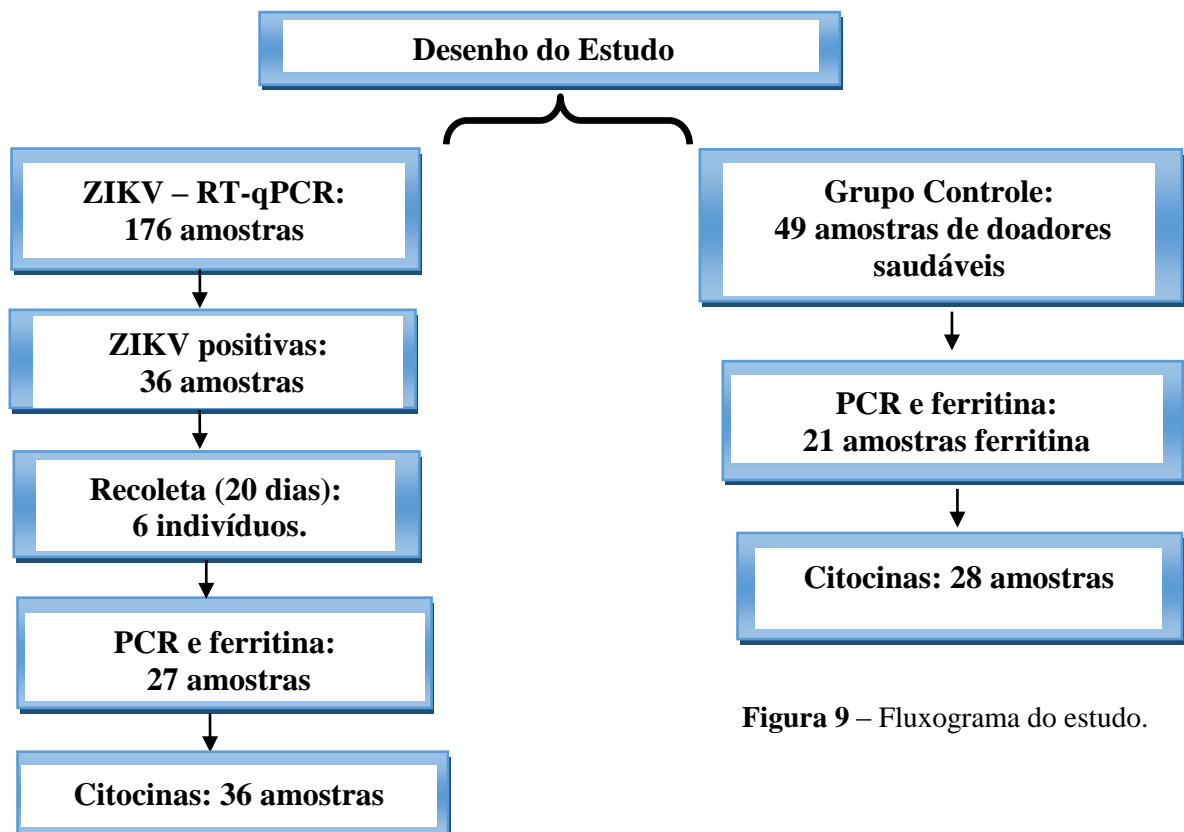 Desenho do Estudo
ZIKV – RT-qPCR:
176 amostras
ZIKV positivas:
36 amostras
Recoleta (20 dias):
6 indivíduos.
PCR e ferritina:
27 amostras
Citocinas: 36 amostras
Grupo Controle:
49 amostras de doadores
saudáveis
PCR e ferritina:
21 amostras ferritina
Citocinas: 28 amostras
Figura 9 – Fluxograma do estudo.